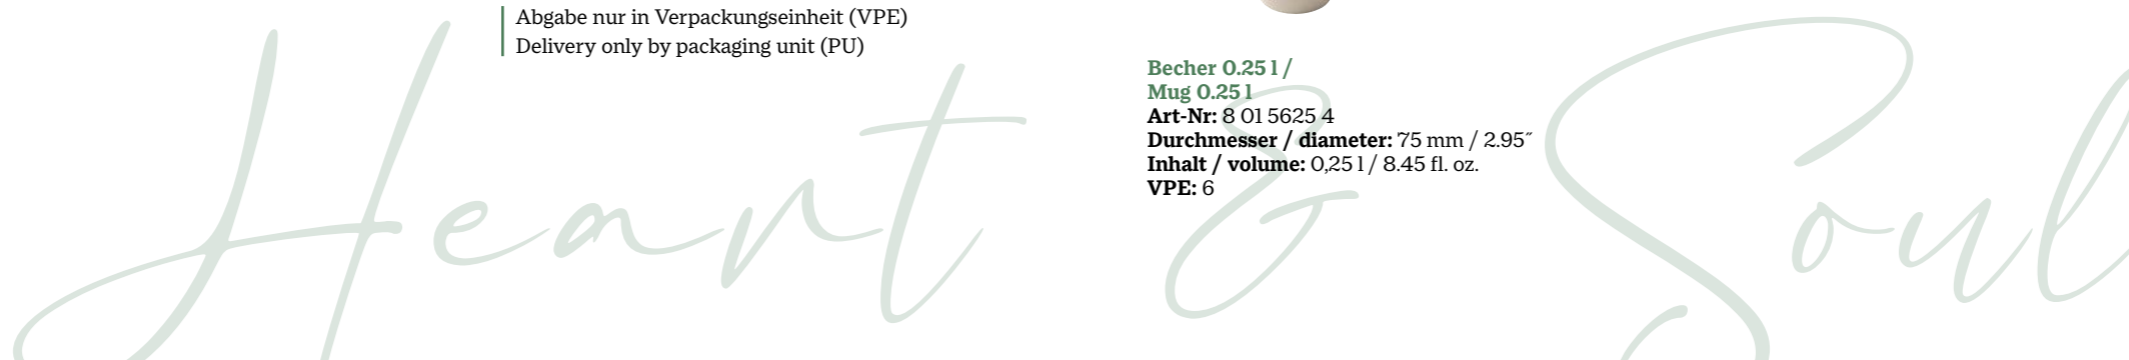 Abgabe nur in Verpackungseinheit (VPE)
Delivery only by packaging unit (PU)
Becher 0.25 l /
Mug 0.25 l
Art-Nr: 8 01 5625 4
Durchmesser / diameter: 75 mm / 2.95″
Inhalt / volume: 0,25 l / 8.45 fl. oz.
VPE: 6
Heart & Soul